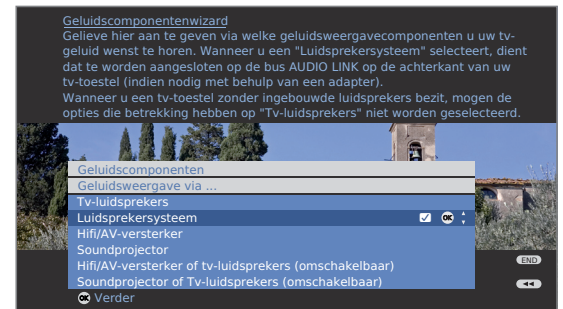 Geluidscomponentenwizard
Gelieve hier aan te geven via welke geluidsweergavecomponenten u uw tv-
geluid wenst te horen. Wanneer u een "Luidsprekersysteem" selecteert, dient
dat te worden aangesloten op de bus AUDIO LINK op de achterkant van uw
tv-toestel (indien nodig met behulp van een adapter).
Wanneer u een tv-toestel zonder ingebouwde luidsprekers bezit, mogen de
opties die betrekking hebben op "Tv-luidsprekers" niet worden geselecteerd.
Geluidscomponenten
Geluidsweergave via ...
Tv-luidsprekers
Luidsprekersysteem OK
Hifi/AV-versterker
Soundprojector
Hifi/AV-versterker of tv-luidsprekers (omschakelbaar)
END
Soundprojector of Tv-luidsprekers (omschakelbaar)
OK Verder